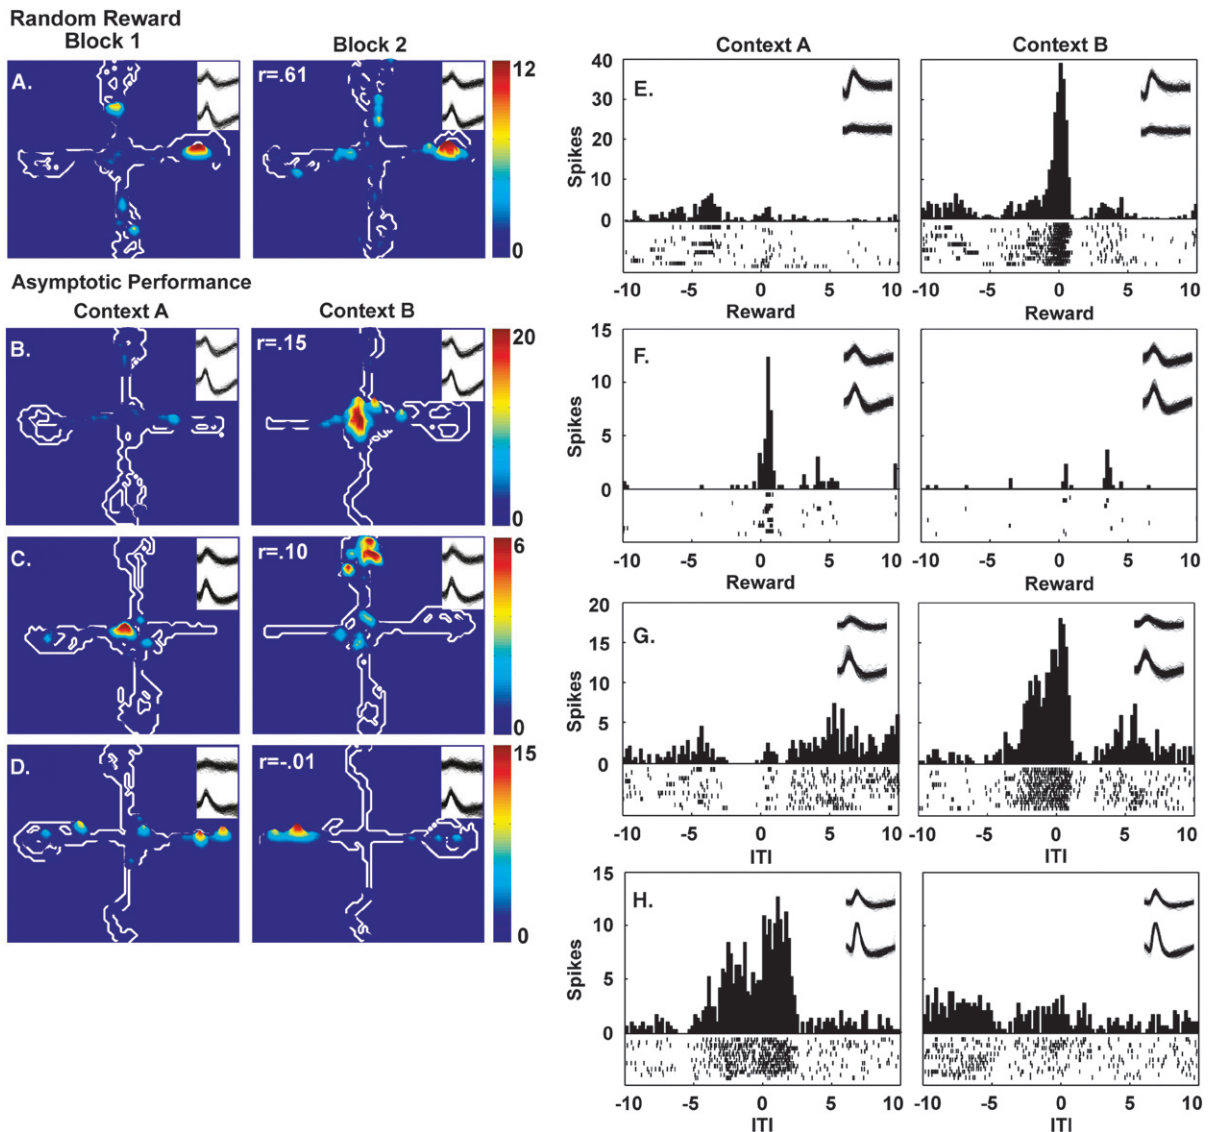 Random Reward
Block 1
Block 2
A.
r=.61
12
0
Asymptotic Performance
Context A
Context B
B.
r=.15
20
0
C.
r=.10
6
0
D.
r=-.01
15
0
Context A
Context B
E.
Spikes
40
30
20
10
0
-10 -5 0 5 10
-10 -5 0 5 10
Reward
Reward
F.
Spikes
15
10
5
0
-10 -5 0 5 10
-10 -5 0 5 10
Reward
Reward
G.
Spikes
20
15
10
5
0
-10 -5 0 5 10
-10 -5 0 5 10
ITI
ITI
H.
Spikes
15
10
5
0
-10 -5 0 5 10
-10 -5 0 5 10
ITI
ITI